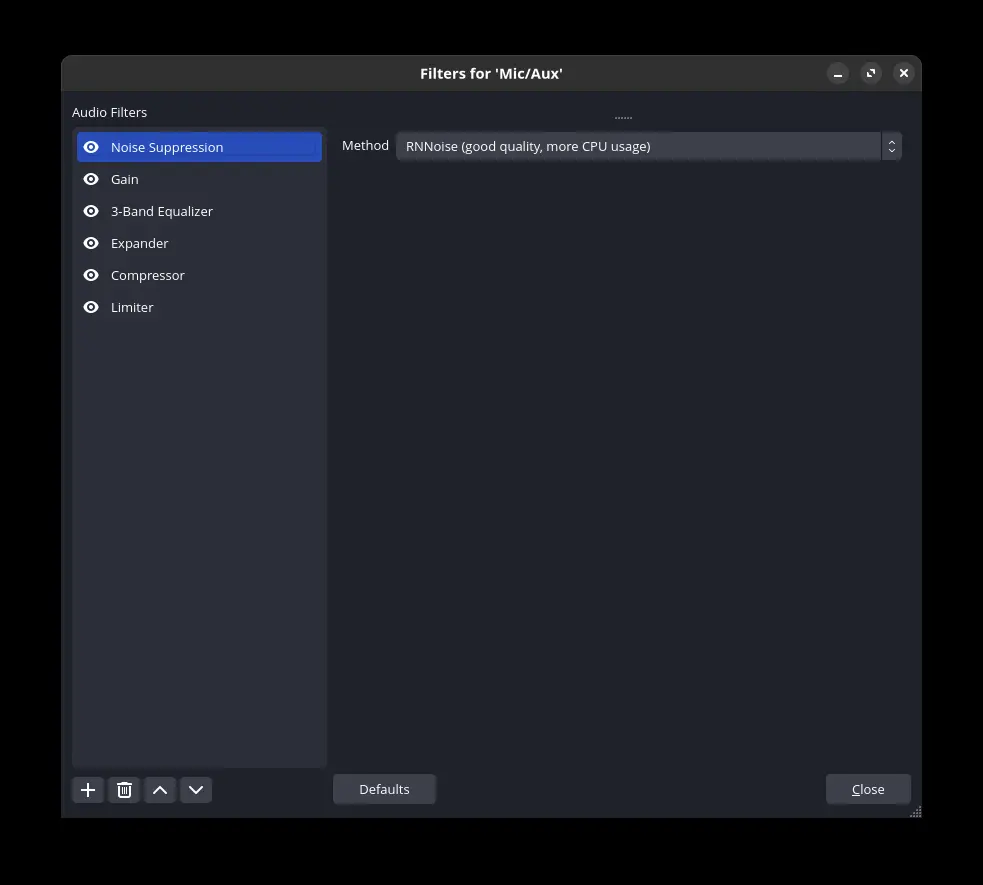 Filters for 'Mic/Aux'
Audio Filters
Noise Suppression
Gain
3-Band Equalizer
Expander
Compressor
Limiter
Method RNNoise (good quality, more CPU usage)
Defaults
Close